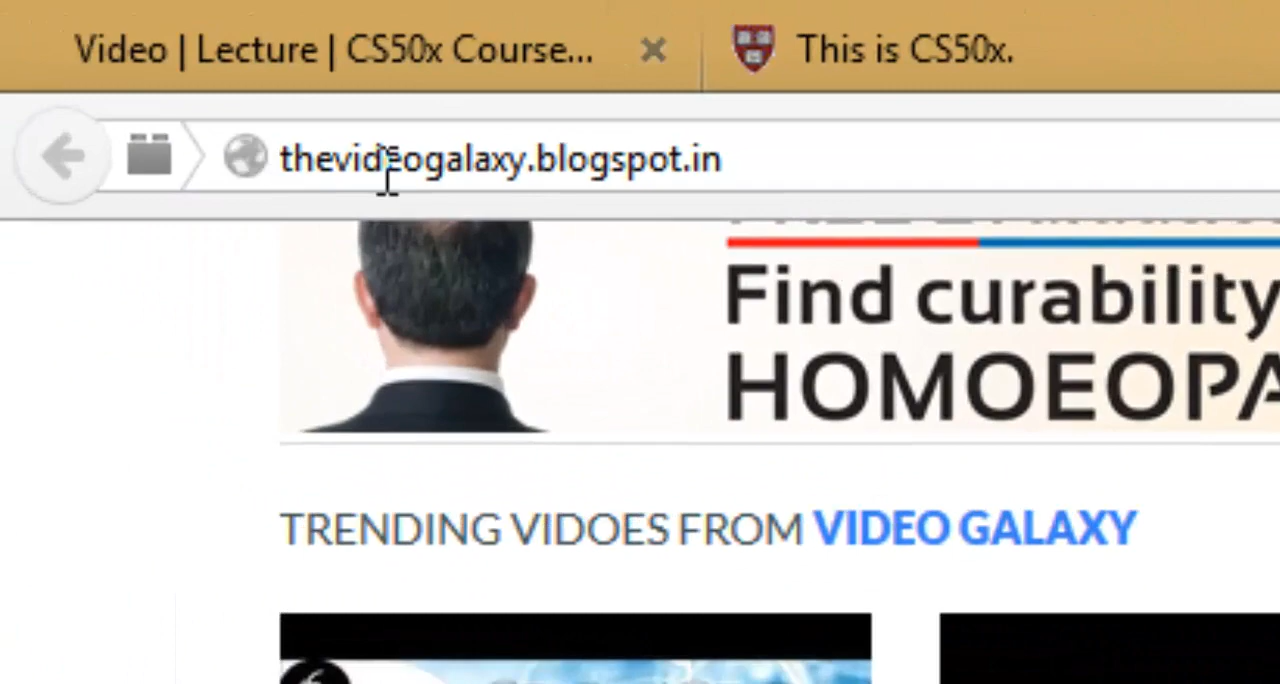 Video | Lecture | CS50x Course...
This is CS50x.
thevideogalaxy.blogspot.in
Find curability
HOMOEOPA
TRENDING VIDOES FROM VIDEO GALAXY